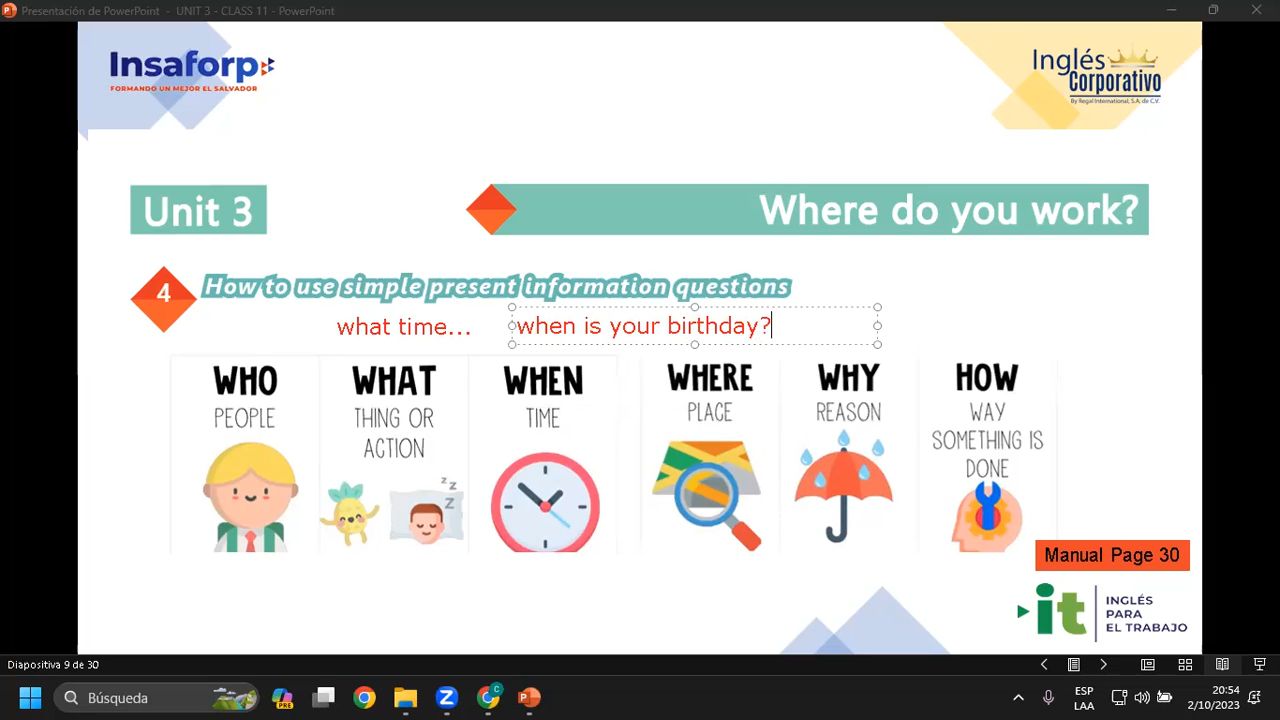 Presentación de PowerPoint - UNIT 3 - CLASS 11 - PowerPoint
Insaforp
FORMANDO UN MEJOR EL SALVADOR
Inglés
Corporativo
By Regal International, S.A. de C.V.
Unit 3
Where do you work?
4
How to use simple present information questions
what time...
when is your birthday?
WHO
PEOPLE
WHAT
THING OR
ACTION
WHEN
TIME
WHERE
PLACE
WHY
REASON
HOW
WAY
SOMETHING IS
DONE
z z
Z
Manual Page 30
it
INGLÉS
PARA
EL TRABAJO
Diapositiva 9 de 30
Búsqueda
PRE
C
ESP
LAA
20:54
2/10/2023